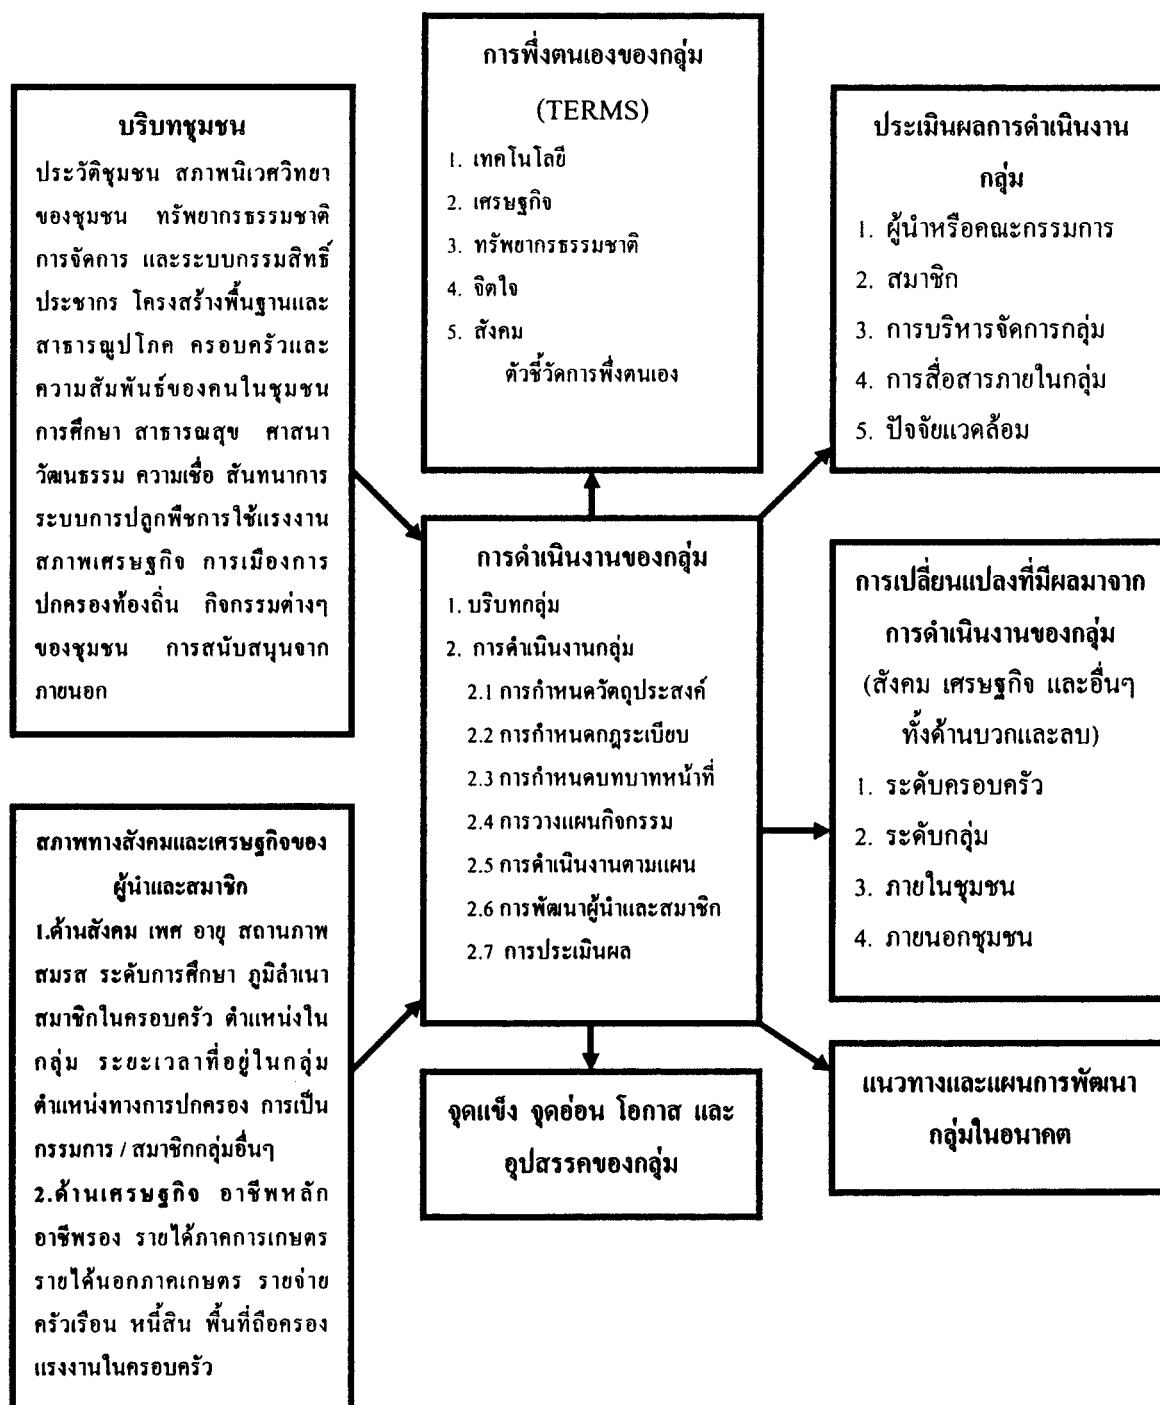 บริบทชุมชน
ประวัติชุมชน สภาพนิเวศวิทยา
ของชุมชน ทรัพยากรธรรมชาติ
การจัดการ และระบบกรรมสิทธิ์
ประชากร โครงสร้างพื้นฐานและ
สาธารณูปโภค ครอบครัวและ
ความสัมพันธ์ของคนในชุมชน
การศึกษา สาธารณสุข ศาสนา
วัฒนธรรม ความเชื่อ สันทนาการ
ระบบการปลูกพืชการใช้แรงงาน
สภาพเศรษฐกิจ การเมืองการ
ปกครองท้องถิ่น กิจกรรมต่างๆ
ของชุมชน การสนับสนุนจาก
ภายนอก
สภาพทางสังคมและเศรษฐกิจของ
ผู้นำและสมาชิก
1.ด้านสังคม เพศ อายุ สถานภาพ
สมรส ระดับการศึกษา ภูมิลำเนา
สมาชิกในครอบครัว ตำแหน่งใน
กลุ่ม ระยะเวลาที่อยู่ในกลุ่ม
ตำแหน่งทางการปกครอง การเป็น
กรรมการ / สมาชิกกลุ่มอื่นๆ
2.ด้านเศรษฐกิจ อาชีพหลัก
อาชีพรอง รายได้ภาคการเกษตร
รายได้นอกภาคเกษตร รายจ่าย
ครัวเรือน หนี้สิน พื้นที่ถือครอง
แรงงานในครอบครัว
การพึ่งตนเองของกลุ่ม
(TERMS)
1. เทคโนโลยี
2. เศรษฐกิจ
3. ทรัพยากรธรรมชาติ
4. จิตใจ
5. สังคม
ตัวชี้วัดการพึ่งตนเอง
การดำเนินงานของกลุ่ม
1. บริบทกลุ่ม
2. การดำเนินงานกลุ่ม
2.1 การกำหนดวัตถุประสงค์
2.2 การกำหนดกฎระเบียบ
2.3 การกำหนดบทบาทหน้าที่
2.4 การวางแผนกิจกรรม
2.5 การดำเนินงานตามแผน
2.6 การพัฒนาผู้นำและสมาชิก
2.7 การประเมินผล
จุดแข็ง จุดอ่อน โอกาส และ
อุปสรรคของกลุ่ม
ประเมินผลการดำเนินงาน
กลุ่ม
1. ผู้นำหรือคณะกรรมการ
2. สมาชิก
3. การบริหารจัดการกลุ่ม
4. การสื่อสารภายในกลุ่ม
5. ปัจจัยแวดล้อม
การเปลี่ยนแปลงที่มีผลมาจาก
การดำเนินงานของกลุ่ม
(สังคม เศรษฐกิจ และอื่นๆ
ทั้งด้านบวกและลบ)
1. ระดับครอบครัว
2. ระดับกลุ่ม
3. ภายในชุมชน
4. ภายนอกชุมชน
แนวทางและแผนการพัฒนา
กลุ่มในอนาคต